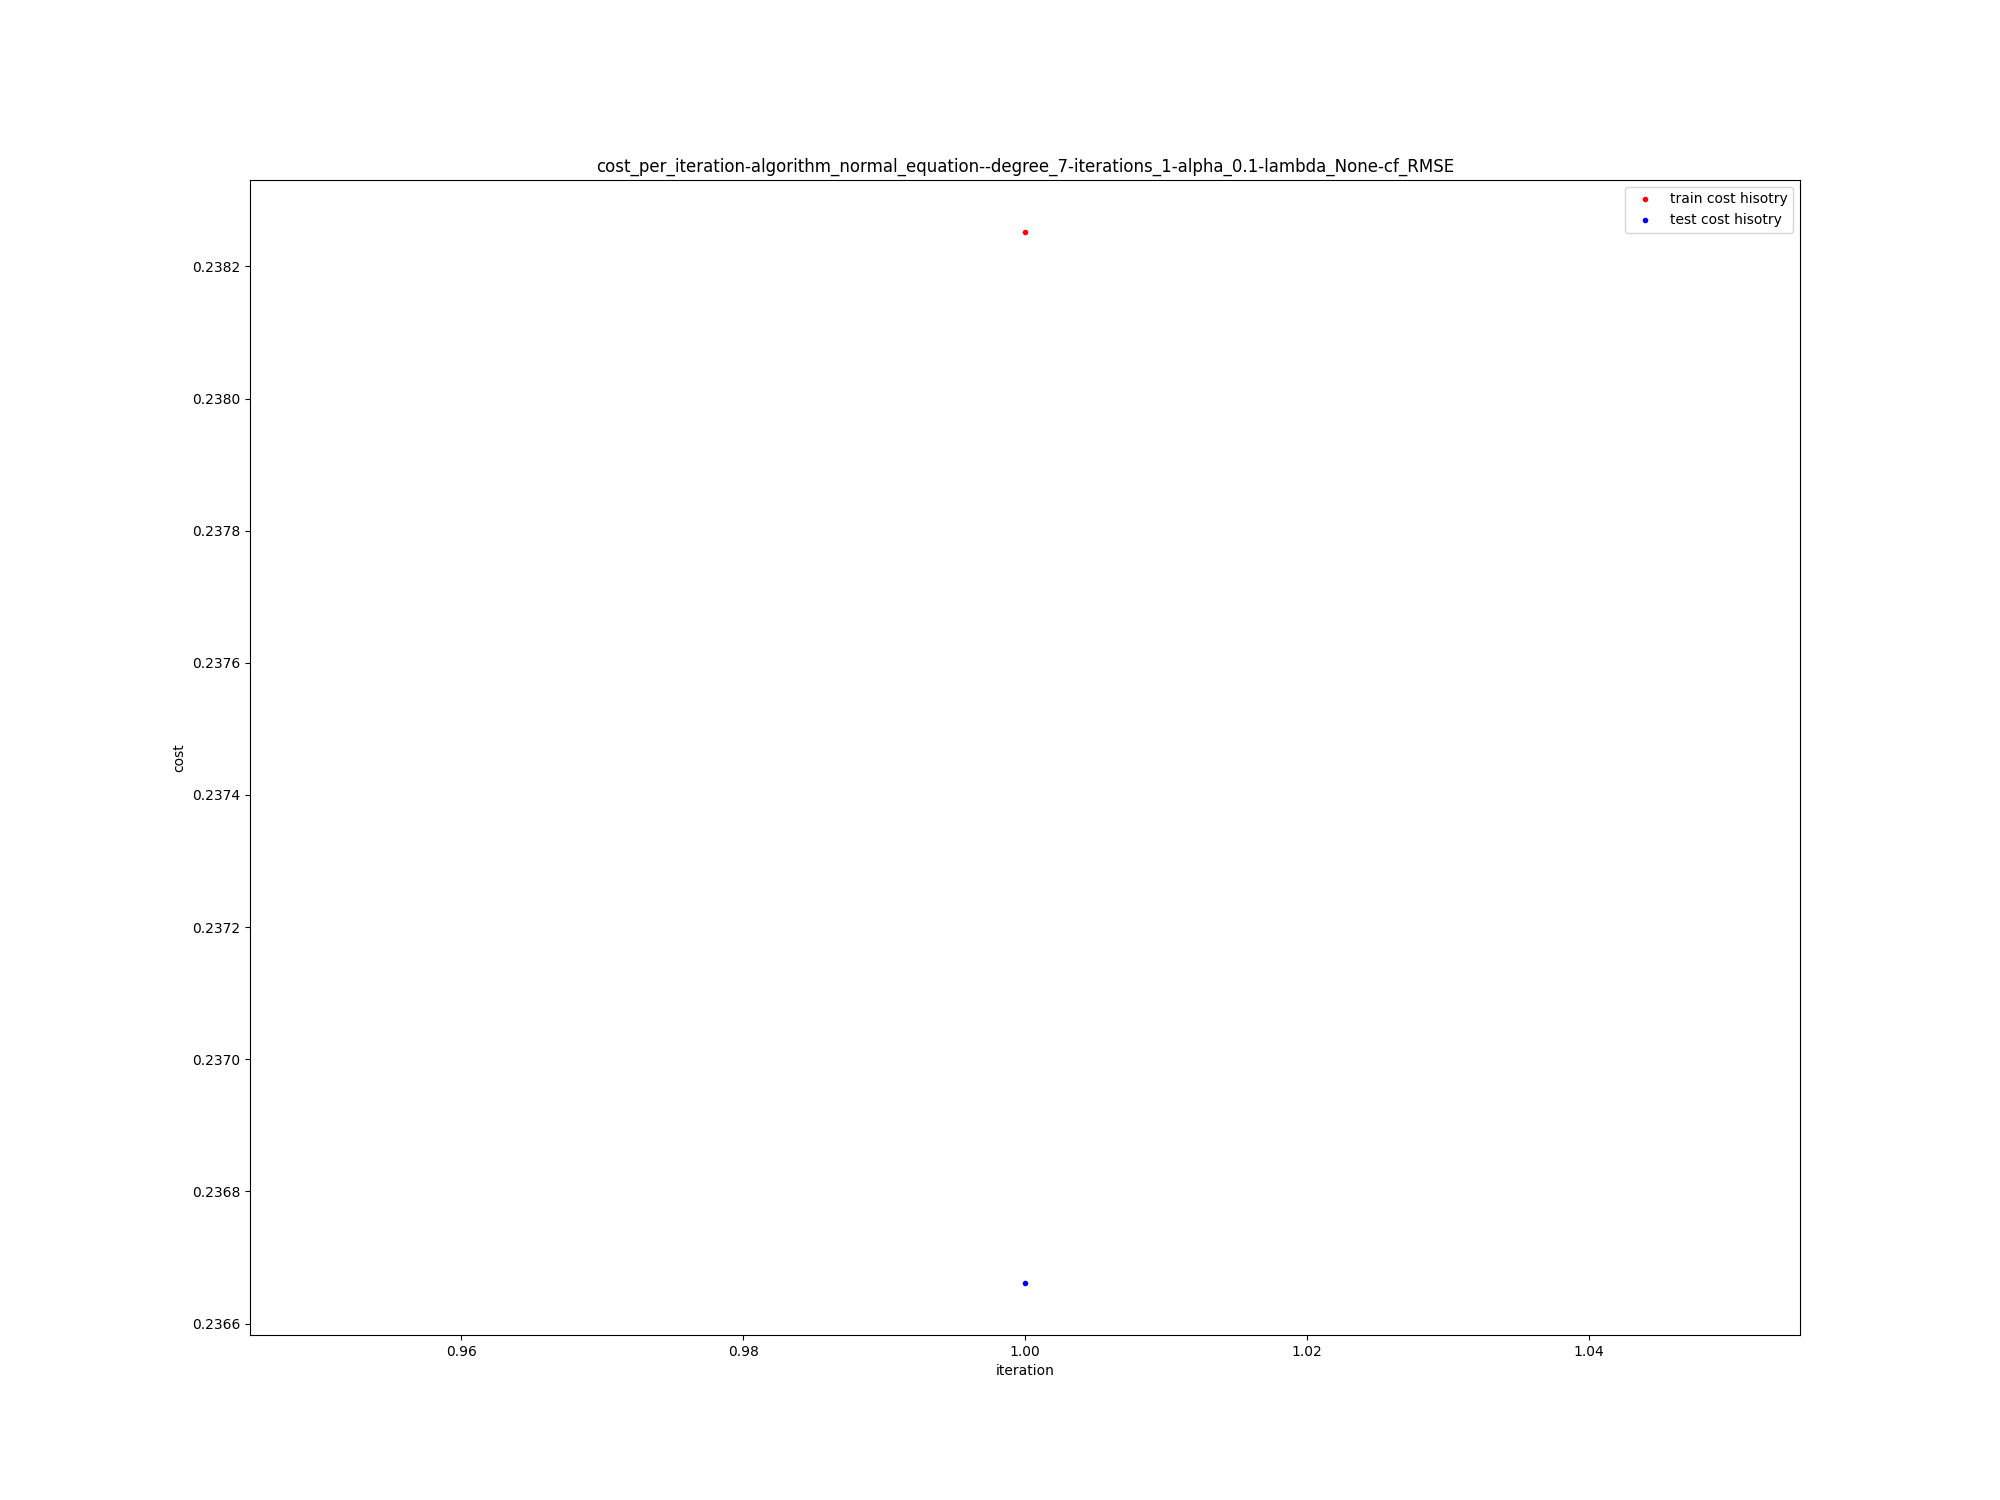 cost_per_iteration-algorithm_normal_equation--degree_7-iterations_1-alpha_0.1-lambda_None-cf_RMSE
train cost hisotry
test cost hisotry
0.2382
0.2380
0.2378
0.2376
0.2374
0.2372
0.2370
0.2368
0.2366
cost
0.96
0.98
1.00
1.02
1.04
iteration